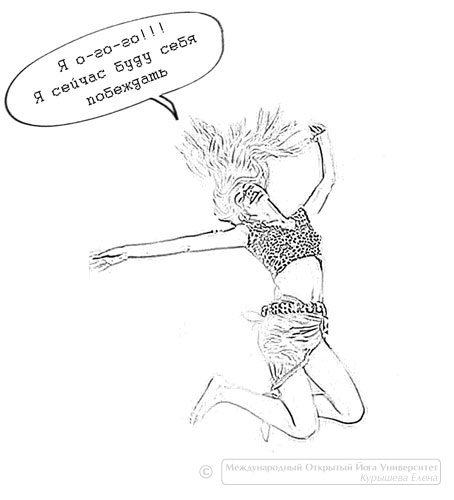 Я о-го-го!!!
Я сейчас буду себя
побеждать
© Международный Открытый Йога Университет
Курышева Елена